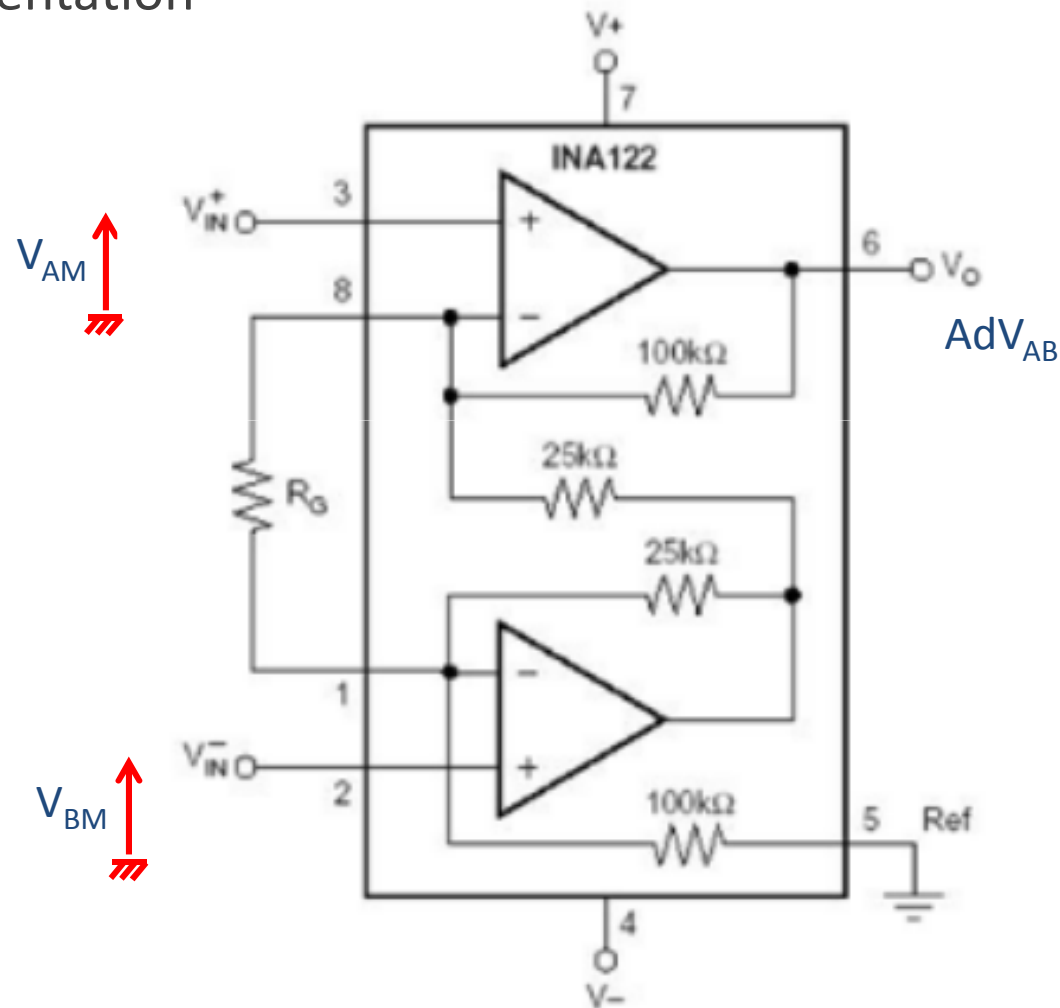 entation
V+
7
INA122
3
V+IN
+
6
VO
VAM
8
−
AdVAB
100kΩ
25kΩ
RG
25kΩ
−
1
V−IN
+
2
VBM
100kΩ
5
Ref
4
V−